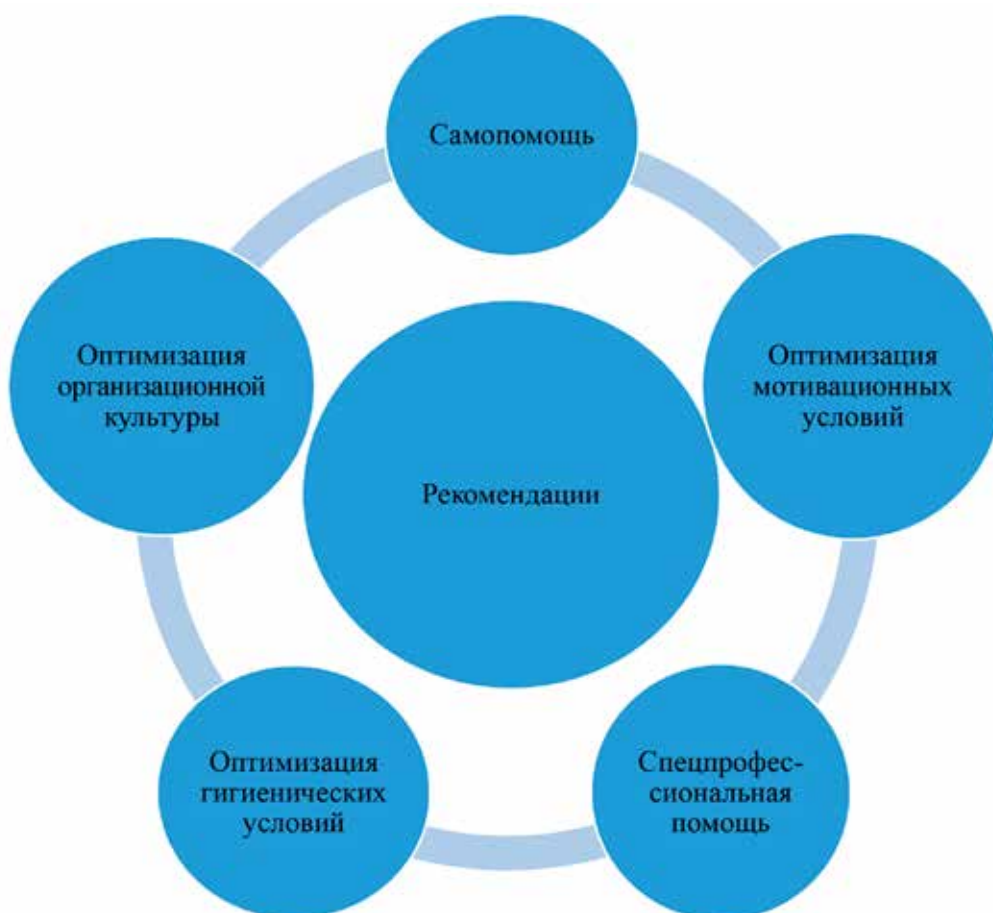 Самопомощь
Оптимизация
мотивационных
условий
Спецпрофес-
сиональная
помощь
Оптимизация
гигиенических
условий
Оптимизация
организационной
культуры
Рекомендации